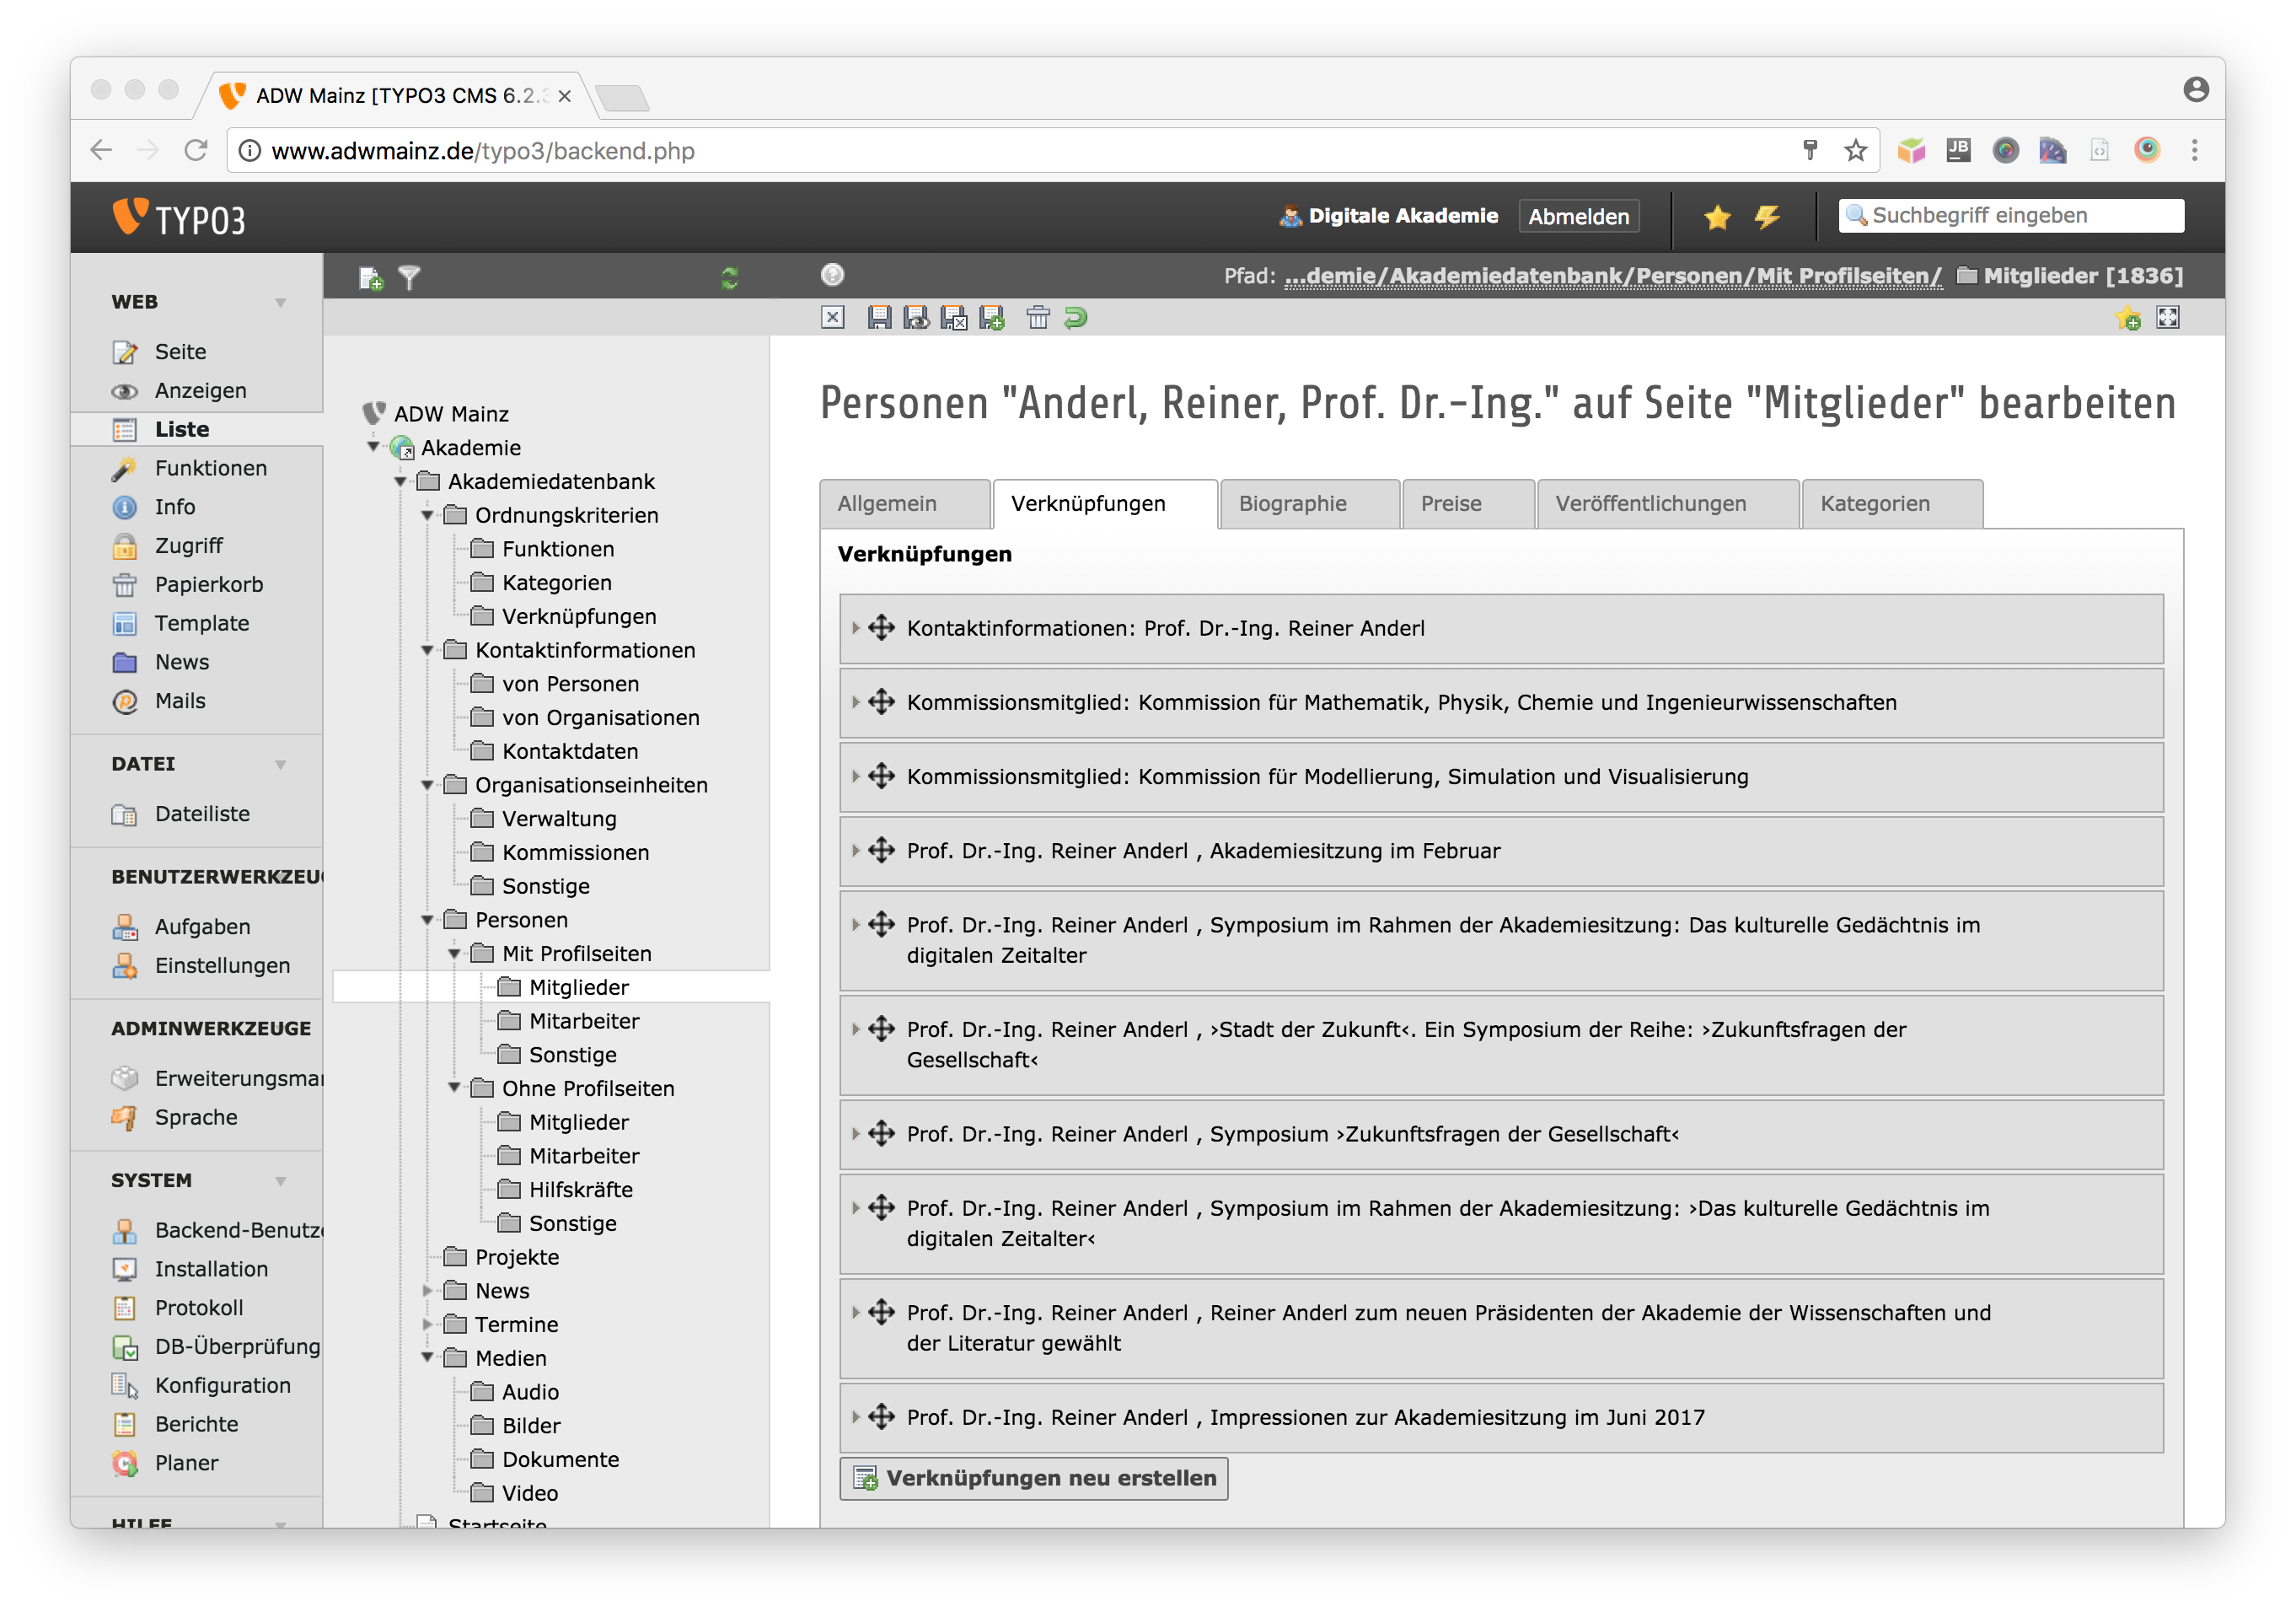 ADW Mainz [TYPO3 CMS 6.2.3
www.adwmainz.de/typo3/backend.php
JB
TYPO3
Digitale Akademie
Abmelden
Suchbegriff eingeben
Pfad: ...demie/Akademiedatenbank/Personen/Mit Profilseiten/ Mitglieder [1836]
WEB
Seite
Anzeigen
Liste
Funktionen
Info
Zugriff
Papierkorb
Template
News
Mails
DATEI
Dateiliste
BENUTZERWERKZEUG
Aufgaben
Einstellungen
ADMINWERKZEUGE
Erweiterungsmar
Sprache
SYSTEM
Backend-Benutze
Installation
Protokoll
DB-Überprüfung
Konfiguration
Berichte
Planer
HILFE
ADW Mainz
Akademie
Akademiedatenbank
Ordnungskriterien
Funktionen
Kategorien
Verknüpfungen
Kontaktinformationen
von Personen
von Organisationen
Kontaktdaten
Organisationseinheiten
Verwaltung
Kommissionen
Sonstige
Personen
Mit Profilseiten
Mitglieder
Mitarbeiter
Sonstige
Ohne Profilseiten
Mitglieder
Mitarbeiter
Hilfskräfte
Sonstige
Projekte
News
Termine
Medien
Audio
Bilder
Dokumente
Video
Startseite
Personen "Anderl, Reiner, Prof. Dr.-Ing." auf Seite "Mitglieder" bearbeiten
Allgemein
Verknüpfungen
Biographie
Preise
Veröffentlichungen
Kategorien
Verknüpfungen
Kontaktinformationen: Prof. Dr.-Ing. Reiner Anderl
Kommissionsmitglied: Kommission für Mathematik, Physik, Chemie und Ingenieurwissenschaften
Kommissionsmitglied: Kommission für Modellierung, Simulation und Visualisierung
Prof. Dr.-Ing. Reiner Anderl , Akademiesitzung im Februar
Prof. Dr.-Ing. Reiner Anderl , Symposium im Rahmen der Akademiesitzung: Das kulturelle Gedächtnis im
digitalen Zeitalter
Prof. Dr.-Ing. Reiner Anderl , ›Stadt der Zukunft‹. Ein Symposium der Reihe: ›Zukunftsfragen der
Gesellschaft‹
Prof. Dr.-Ing. Reiner Anderl , Symposium ›Zukunftsfragen der Gesellschaft‹
Prof. Dr.-Ing. Reiner Anderl , Symposium im Rahmen der Akademiesitzung: ›Das kulturelle Gedächtnis im
digitalen Zeitalter‹
Prof. Dr.-Ing. Reiner Anderl , Reiner Anderl zum neuen Präsidenten der Akademie der Wissenschaften und
der Literatur gewählt
Prof. Dr.-Ing. Reiner Anderl , Impressionen zur Akademiesitzung im Juni 2017
Verknüpfungen neu erstellen